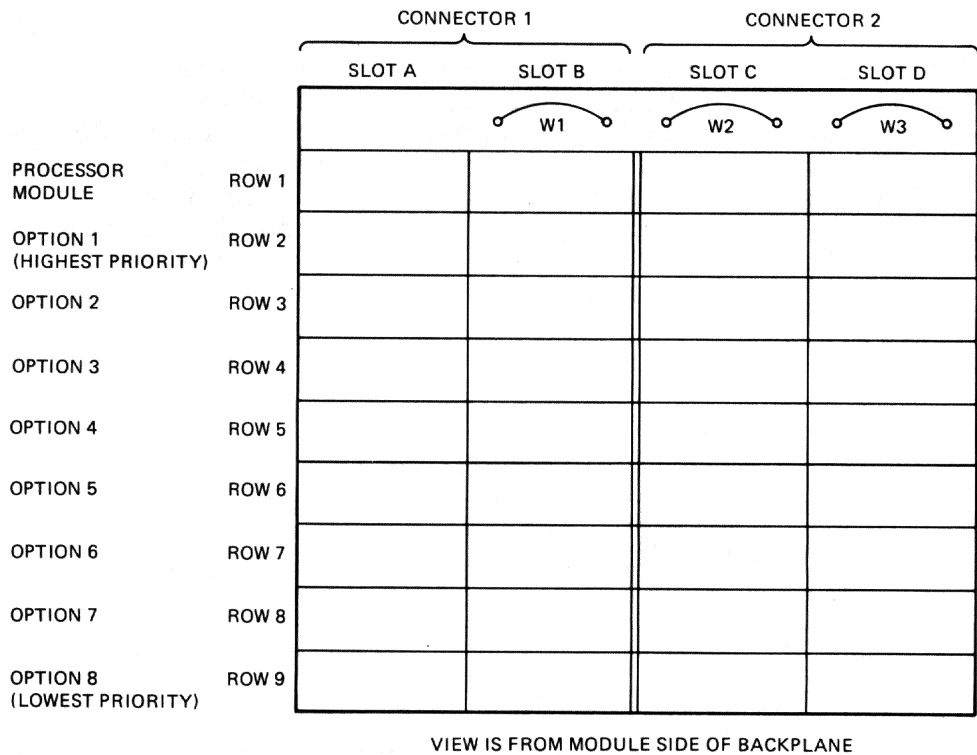 CONNECTOR 1 CONNECTOR 2
SLOT A SLOT B SLOT C SLOT D
W1 W2 W3
PROCESSOR
MODULE ROW 1
OPTION 1 ROW 2
(HIGHEST PRIORITY)
OPTION 2 ROW 3
OPTION 3 ROW 4
OPTION 4 ROW 5
OPTION 5 ROW 6
OPTION 6 ROW 7
OPTION 7 ROW 8
OPTION 8 ROW 9
(LOWEST PRIORITY)
VIEW IS FROM MODULE SIDE OF BACKPLANE